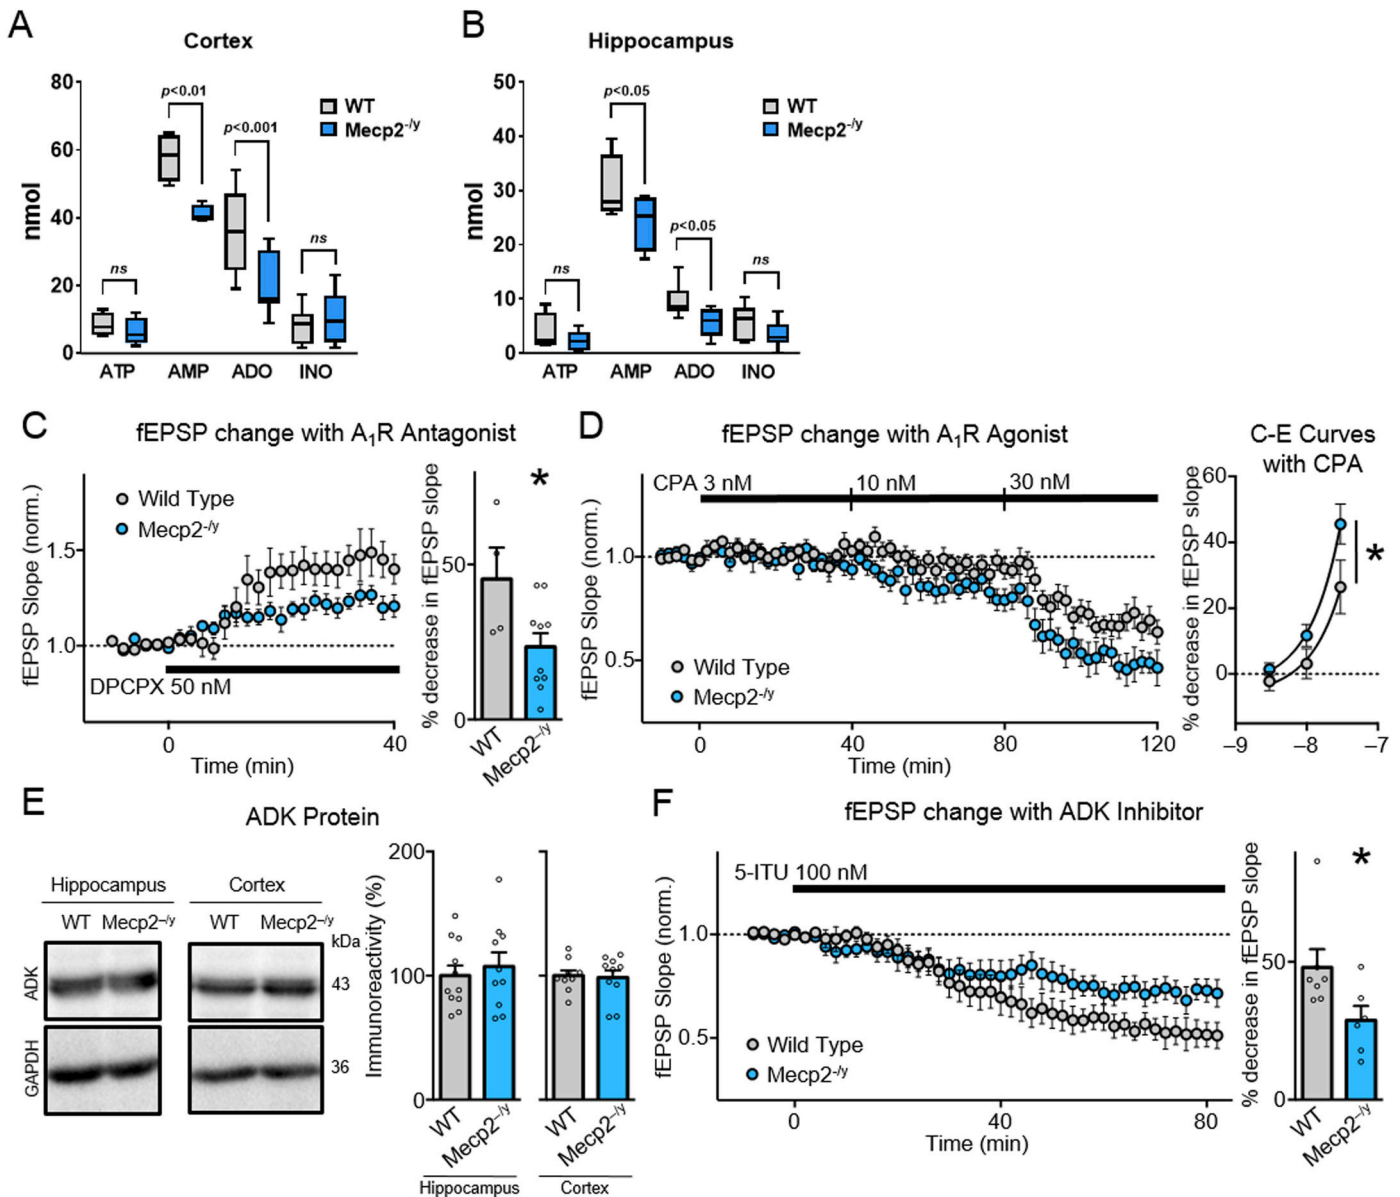 A
Cortex
80
60
40
20
0
nmol
p<0.01
p<0.001
ns
ns
WT
Mecp2-/y
ATP AMP ADO INO
B
Hippocampus
50
40
30
20
10
0
nmol
p<0.05
p<0.05
ns
ns
WT
Mecp2-/y
ATP AMP ADO INO
C
fEPSP change with A1R Antagonist
fEPSP Slope (norm.)
1.5
1.0
Wild Type
Mecp2-/y
DPCPX 50 nM
0 40
Time (min)
% decrease in fEPSP slope
50
0
*
WT
Mecp2–/y
D
fEPSP change with A1R Agonist
CPA 3 nM 10 nM 30 nM
fEPSP Slope (norm.)
1.0
0.5
Wild Type
Mecp2-/y
0 40 80 120
Time (min)
C-E Curves
with CPA
% decrease in fEPSP slope
60
40
20
0
*
–9 –8 –7
E
ADK Protein
Hippocampus Cortex
WT Mecp2–/y WT Mecp2–/y
kDa
ADK
43
GAPDH
36
Immunoreactivity (%)
200
100
0
WT
Mecp2–/y
WT
Mecp2–/y
Hippocampus Cortex
F
fEPSP change with ADK Inhibitor
5-ITU 100 nM
fEPSP Slope (norm.)
1.0
0.5
Wild Type
Mecp2-/y
0 40 80
Time (min)
% decrease in fEPSP slope
50
0
*
WT
Mecp2–/y